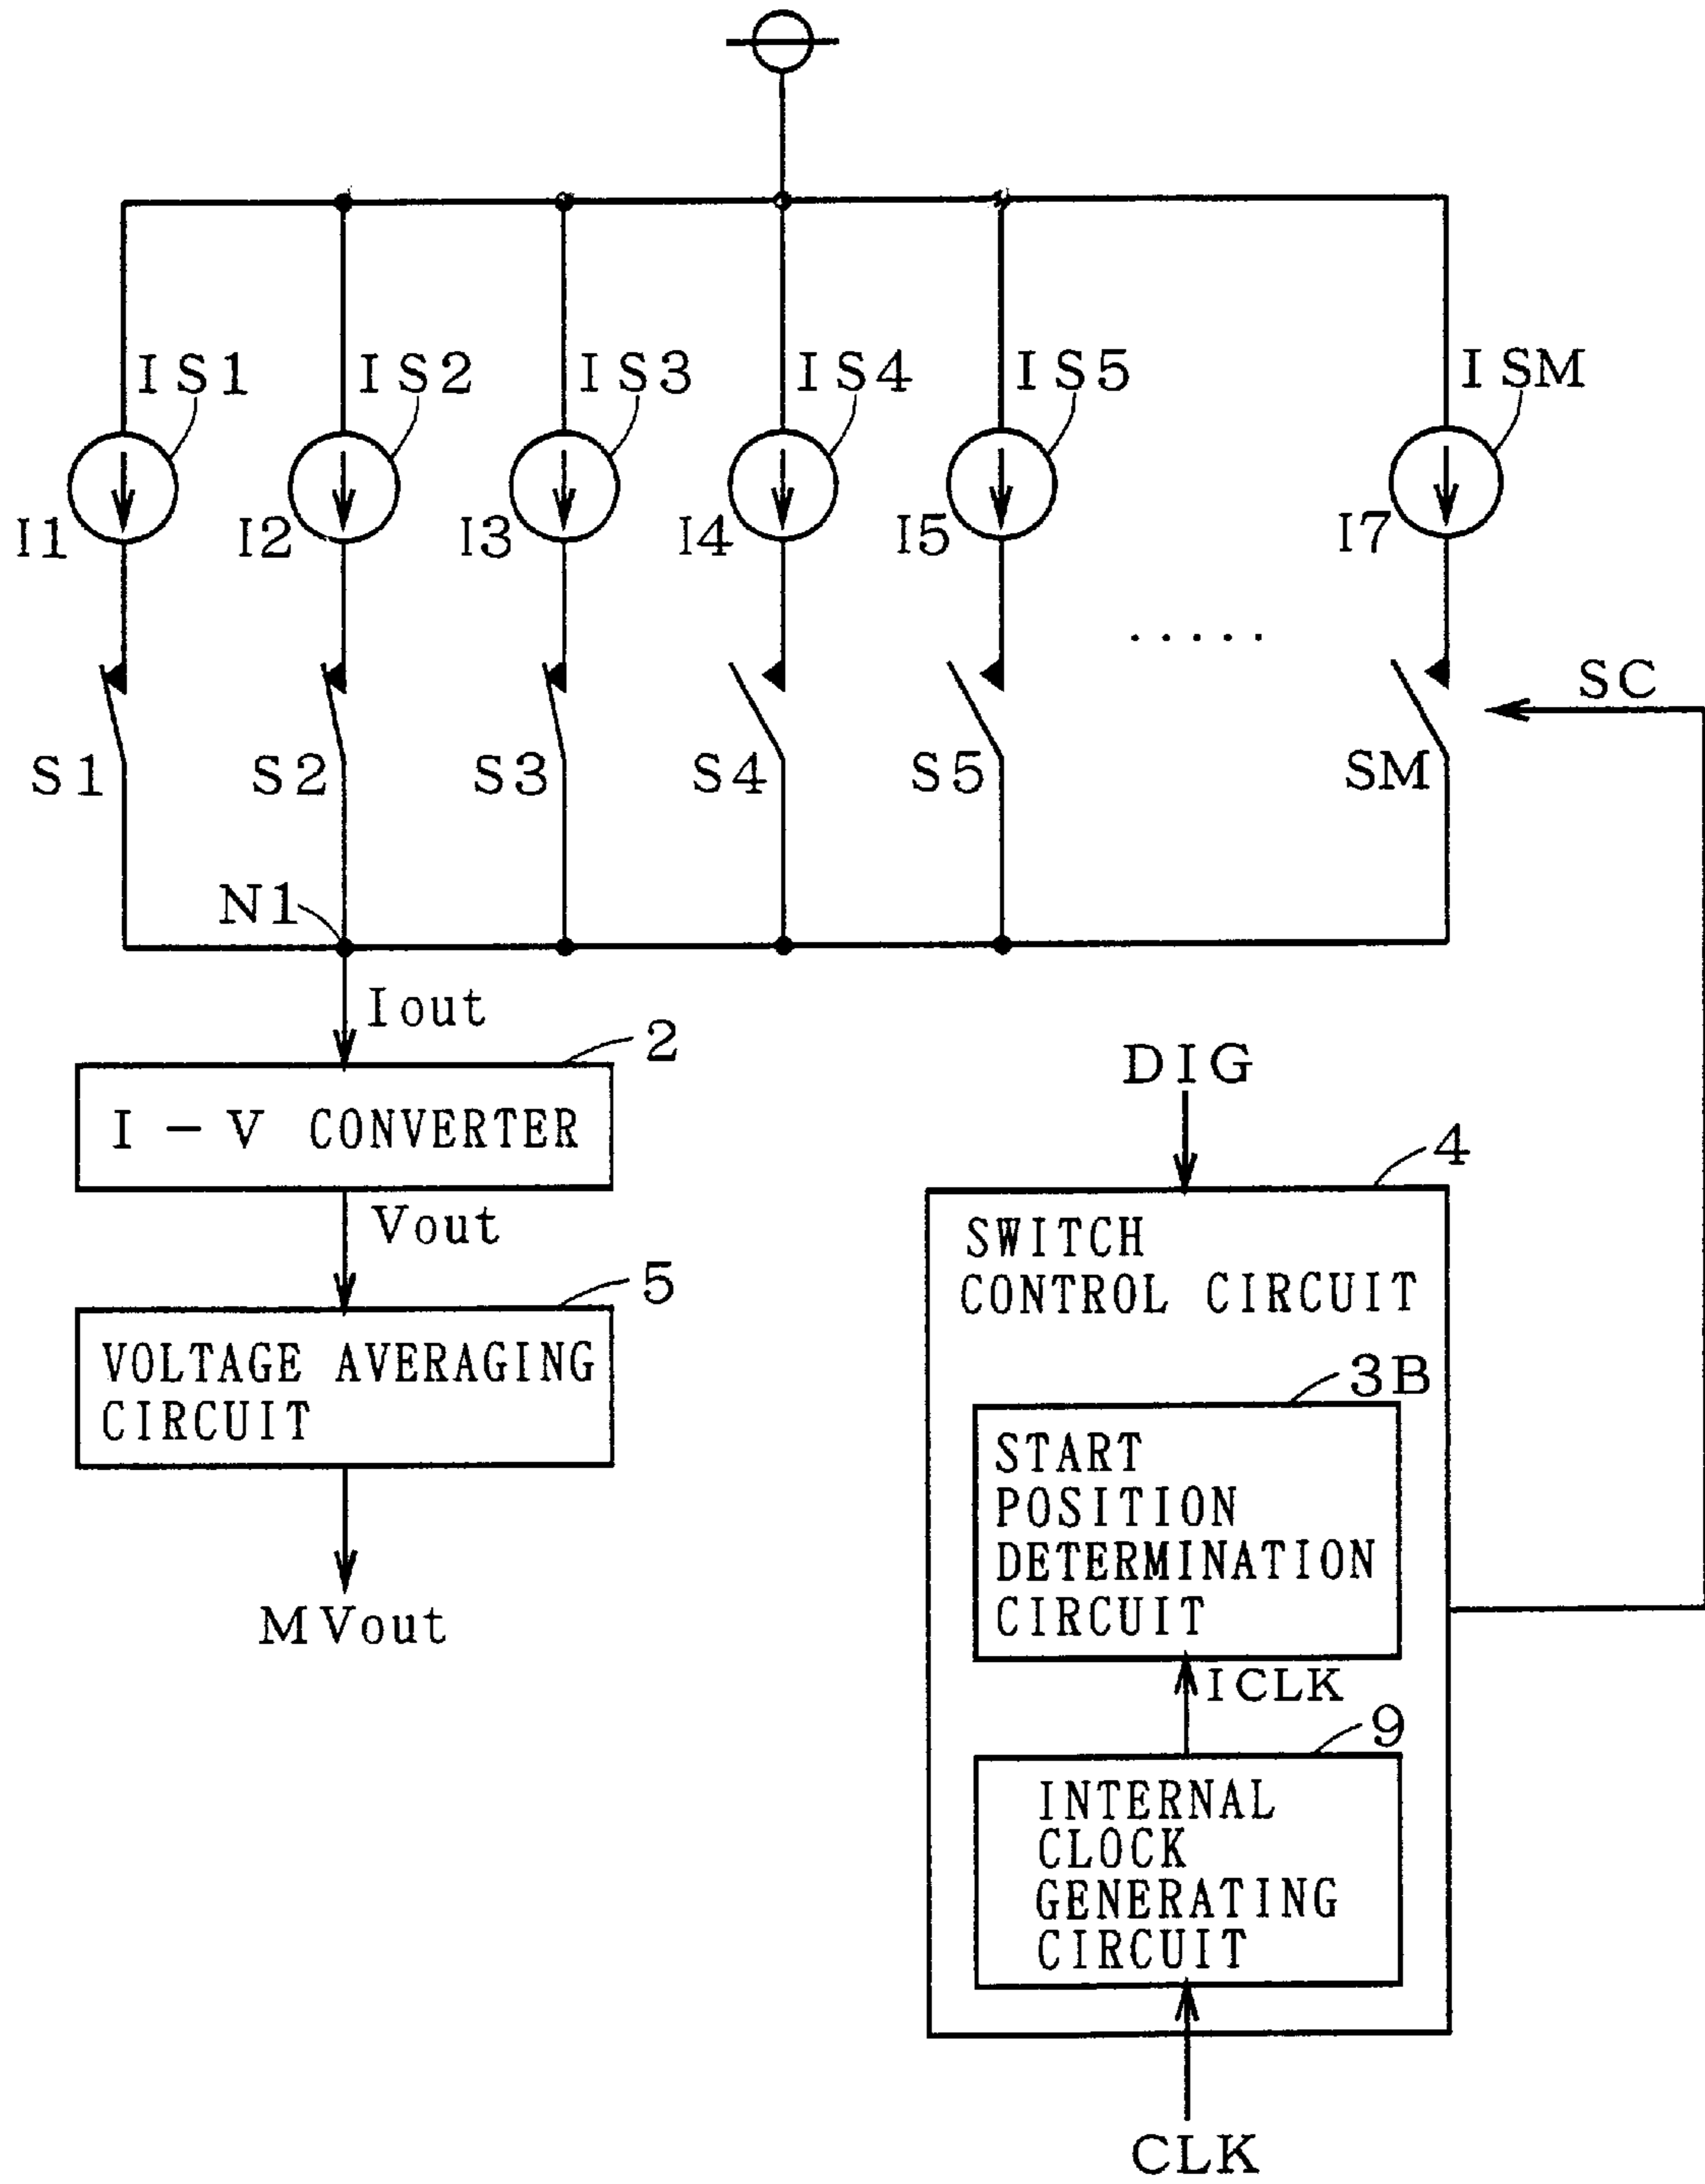 IS1 IS2 IS3 IS4 IS5 ISM
I1 I2 I3 I4 I5 I7
.....
SC
S1 S2 S3 S4 S5 SM
N1
Iout
2
I-V CONVERTER
Vout
5
VOLTAGE AVERAGING
CIRCUIT
MVout
DIG
4
SWITCH
CONTROL CIRCUIT
3B
START
POSITION
DETERMINATION
CIRCUIT
ICLK
9
INTERNAL
CLOCK
GENERATING
CIRCUIT
CLK